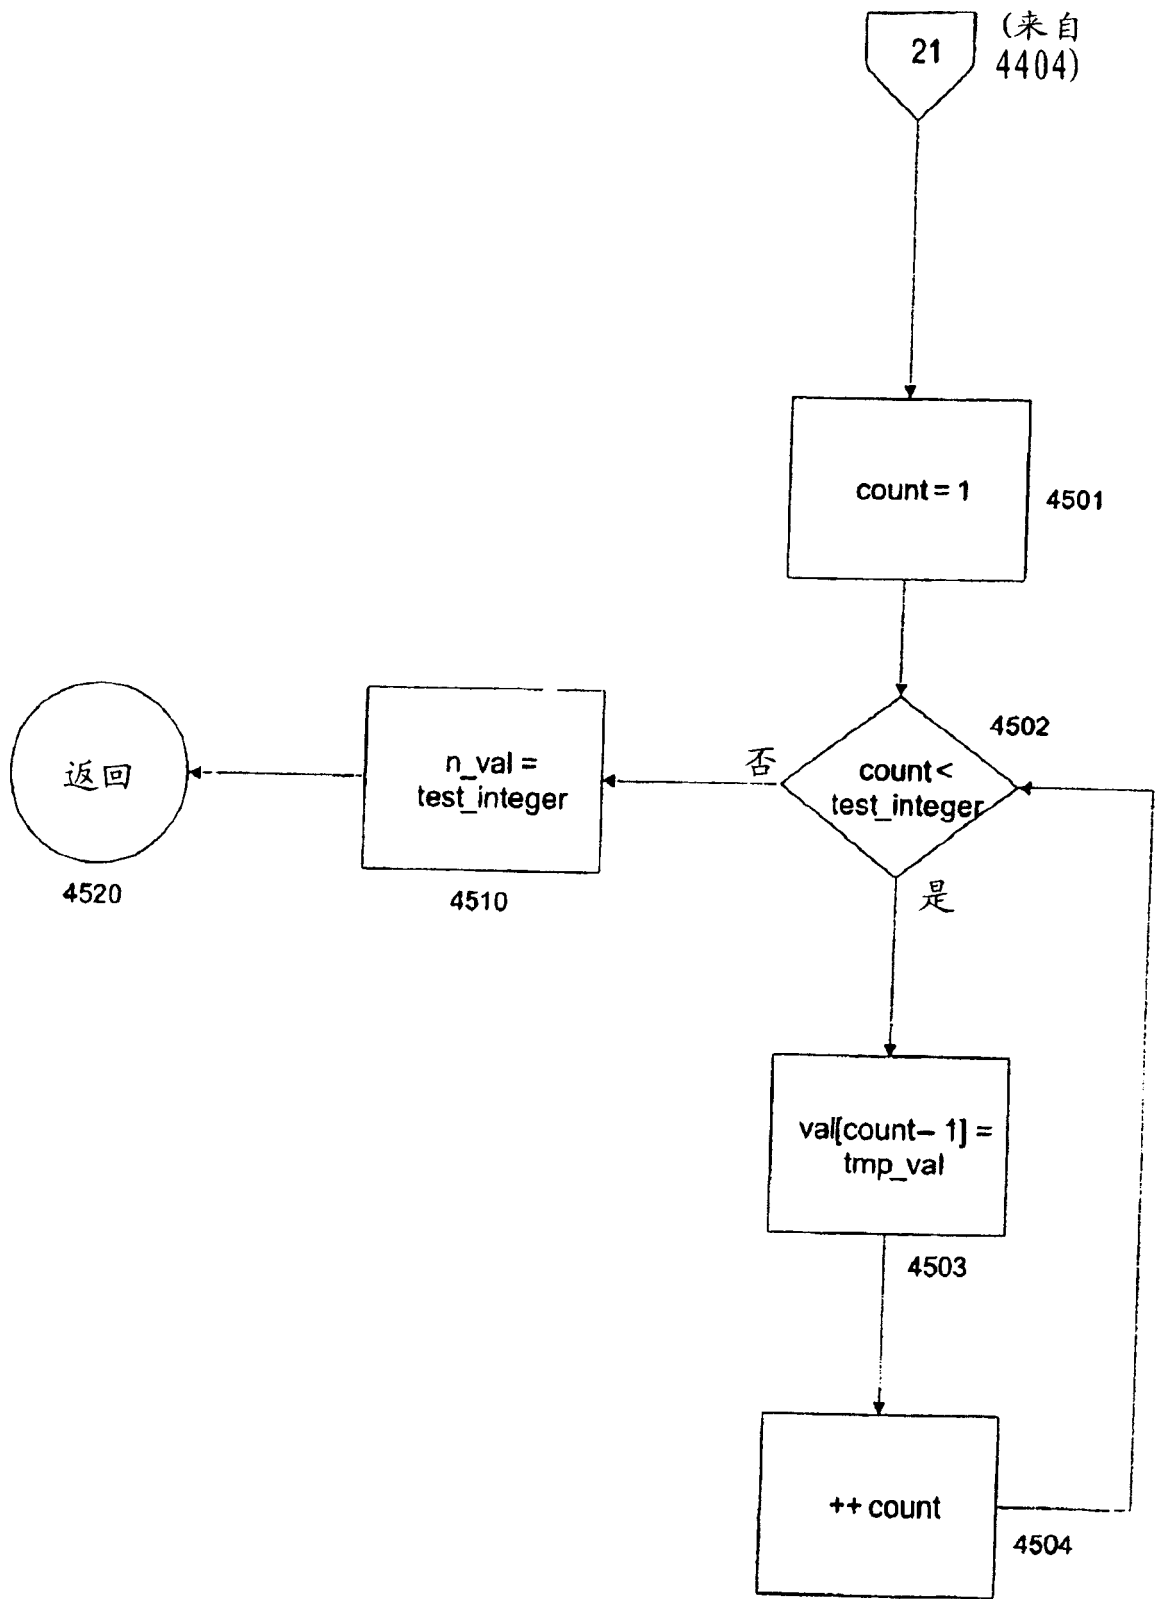 21
(来自
4404)
count = 1
4501
4502
count <
test_integer
否
是
n_val =
test_integer
4510
返回
4520
val[count– 1] =
tmp_val
4503
++ count
4504